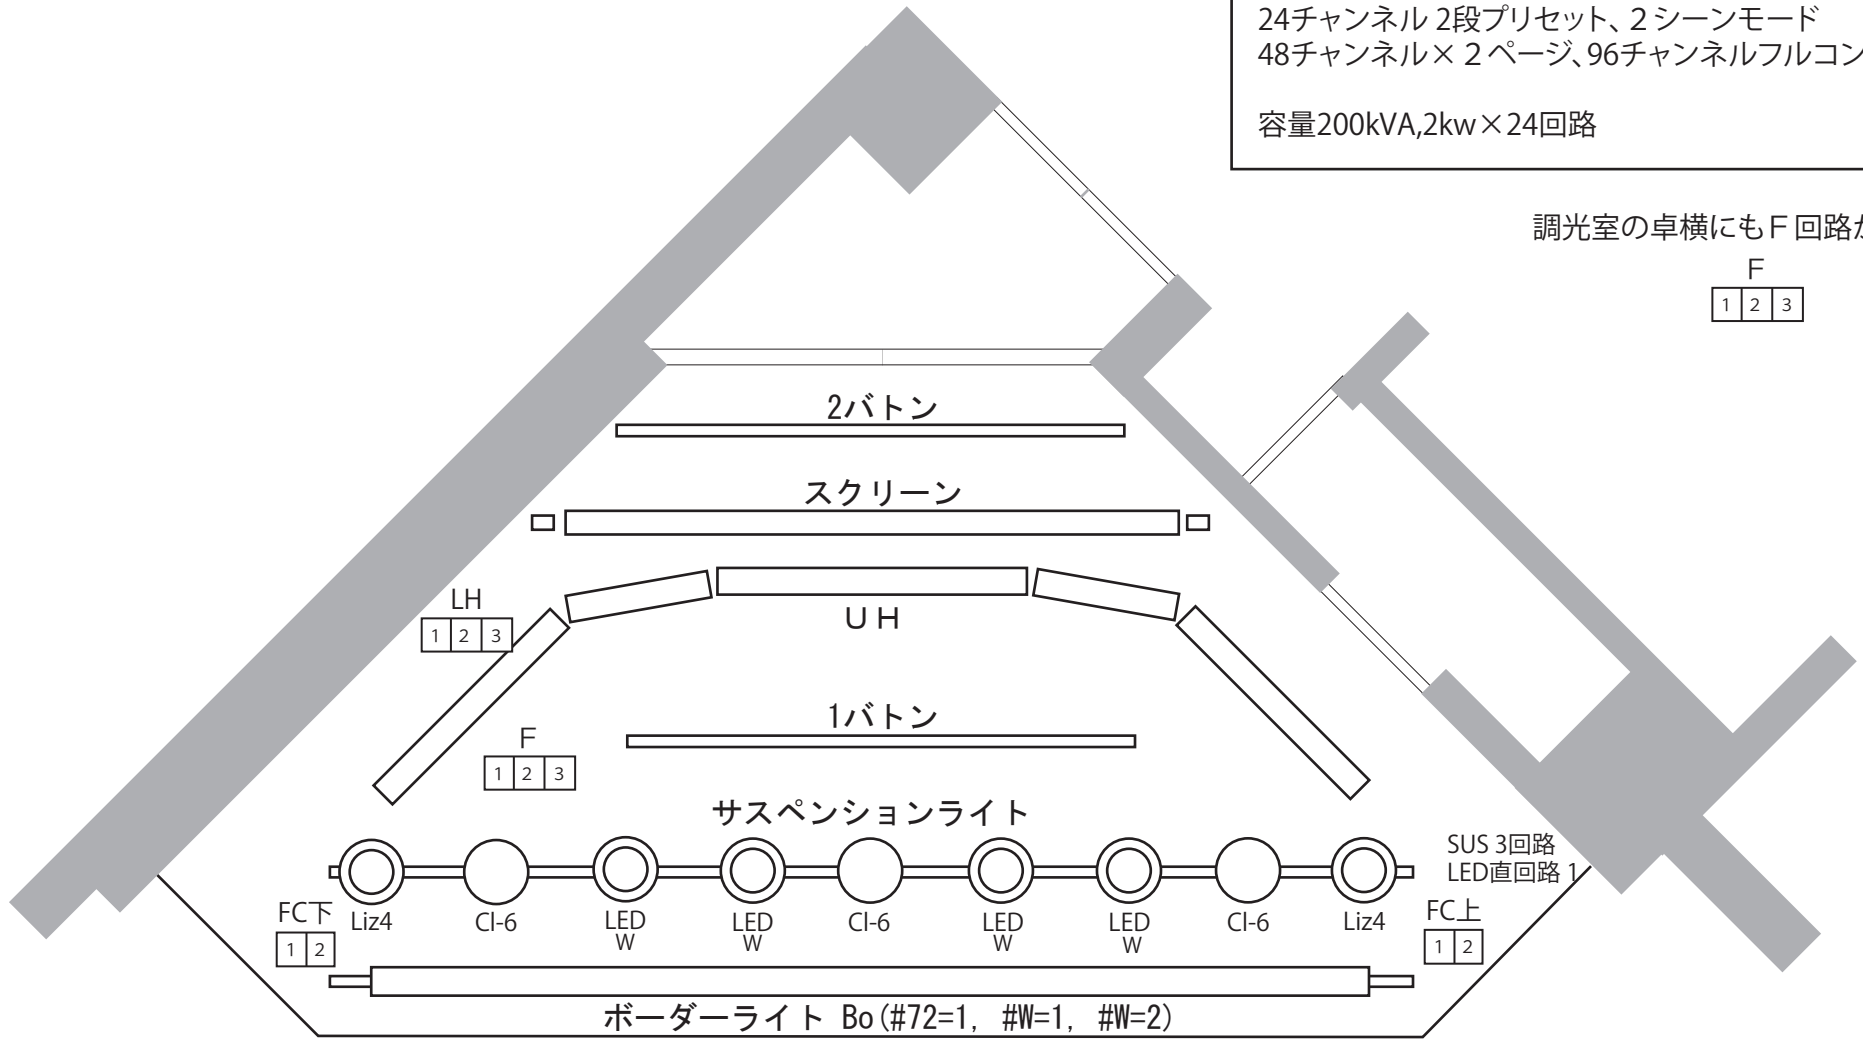 24チャンネル 2段プリセット、２シーンモード
48チャンネル×２ページ、96チャンネルフルコン
容量200kVA,2kw×24回路
調光室の卓横にもＦ回路が
F
1 2 3
2バトン
スクリーン
LH
1 2 3
ＵＨ
1バトン
F
1 2 3
サスペンションライト
SUS 3回路
LED直回路 1
FC下
1 2
Liz4
Cl-6
LED
W
LED
W
Cl-6
LED
W
LED
W
Cl-6
Liz4
FC上
1 2
ボーダーライト Bo(#72=1, #W=1, #W=2)